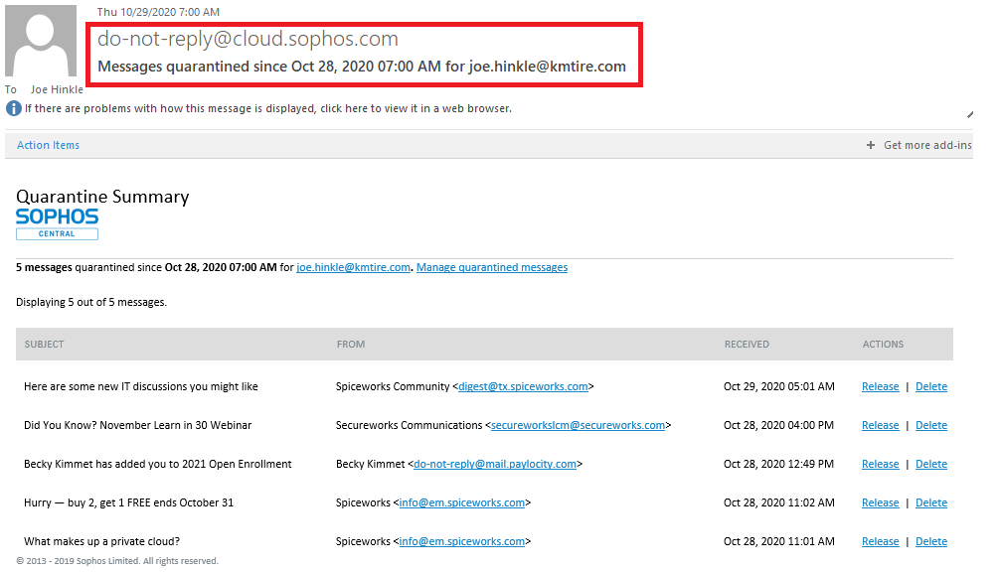 Thu 10/29/2020 7:00 AM
do-not-reply@cloud.sophos.com
Messages quarantined since Oct 28, 2020 07:00 AM for joe.hinkle@kmtire.com
To Joe Hinkle
If there are problems with how this message is displayed, click here to view it in a web browser.
Action Items + Get more add-ins
Quarantine Summary
SOPHOS
CENTRAL
5 messages quarantined since Oct 28, 2020 07:00 AM for joe.hinkle@kmtire.com. Manage quarantined messages
Displaying 5 out of 5 messages.
SUBJECT FROM RECEIVED ACTIONS
Here are some new IT discussions you might like Spiceworks Community <digest@tx.spiceworks.com> Oct 29, 2020 05:01 AM Release | Delete
Did You Know? November Learn in 30 Webinar Secureworks Communications <secureworkslcm@secureworks.com> Oct 28, 2020 04:00 PM Release | Delete
Becky Kimmet has added you to 2021 Open Enrollment Becky Kimmet <do-not-reply@mail.paylocity.com> Oct 28, 2020 12:49 PM Release | Delete
Hurry — buy 2, get 1 FREE ends October 31 Spiceworks <info@em.spiceworks.com> Oct 28, 2020 11:02 AM Release | Delete
What makes up a private cloud? Spiceworks <info@em.spiceworks.com> Oct 28, 2020 11:01 AM Release | Delete
© 2013 - 2019 Sophos Limited. All rights reserved.